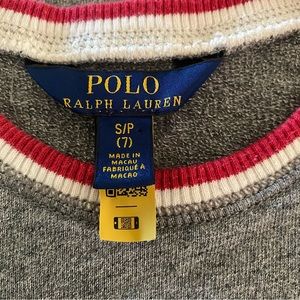 POLO
RALPH LAUREN
S/P
(7)
MADE IN
MACAU
FABRIQUÉ A
MACAO